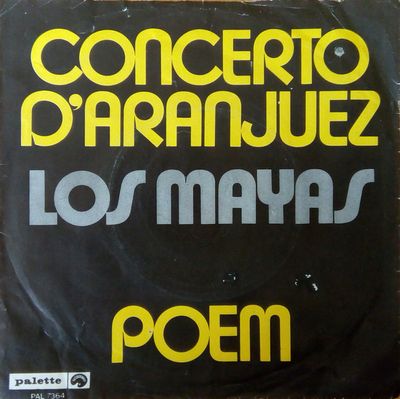 CONCERTO
D'ARANJUEZ
LOS MAYAS
POEM
palette
PAL 7364